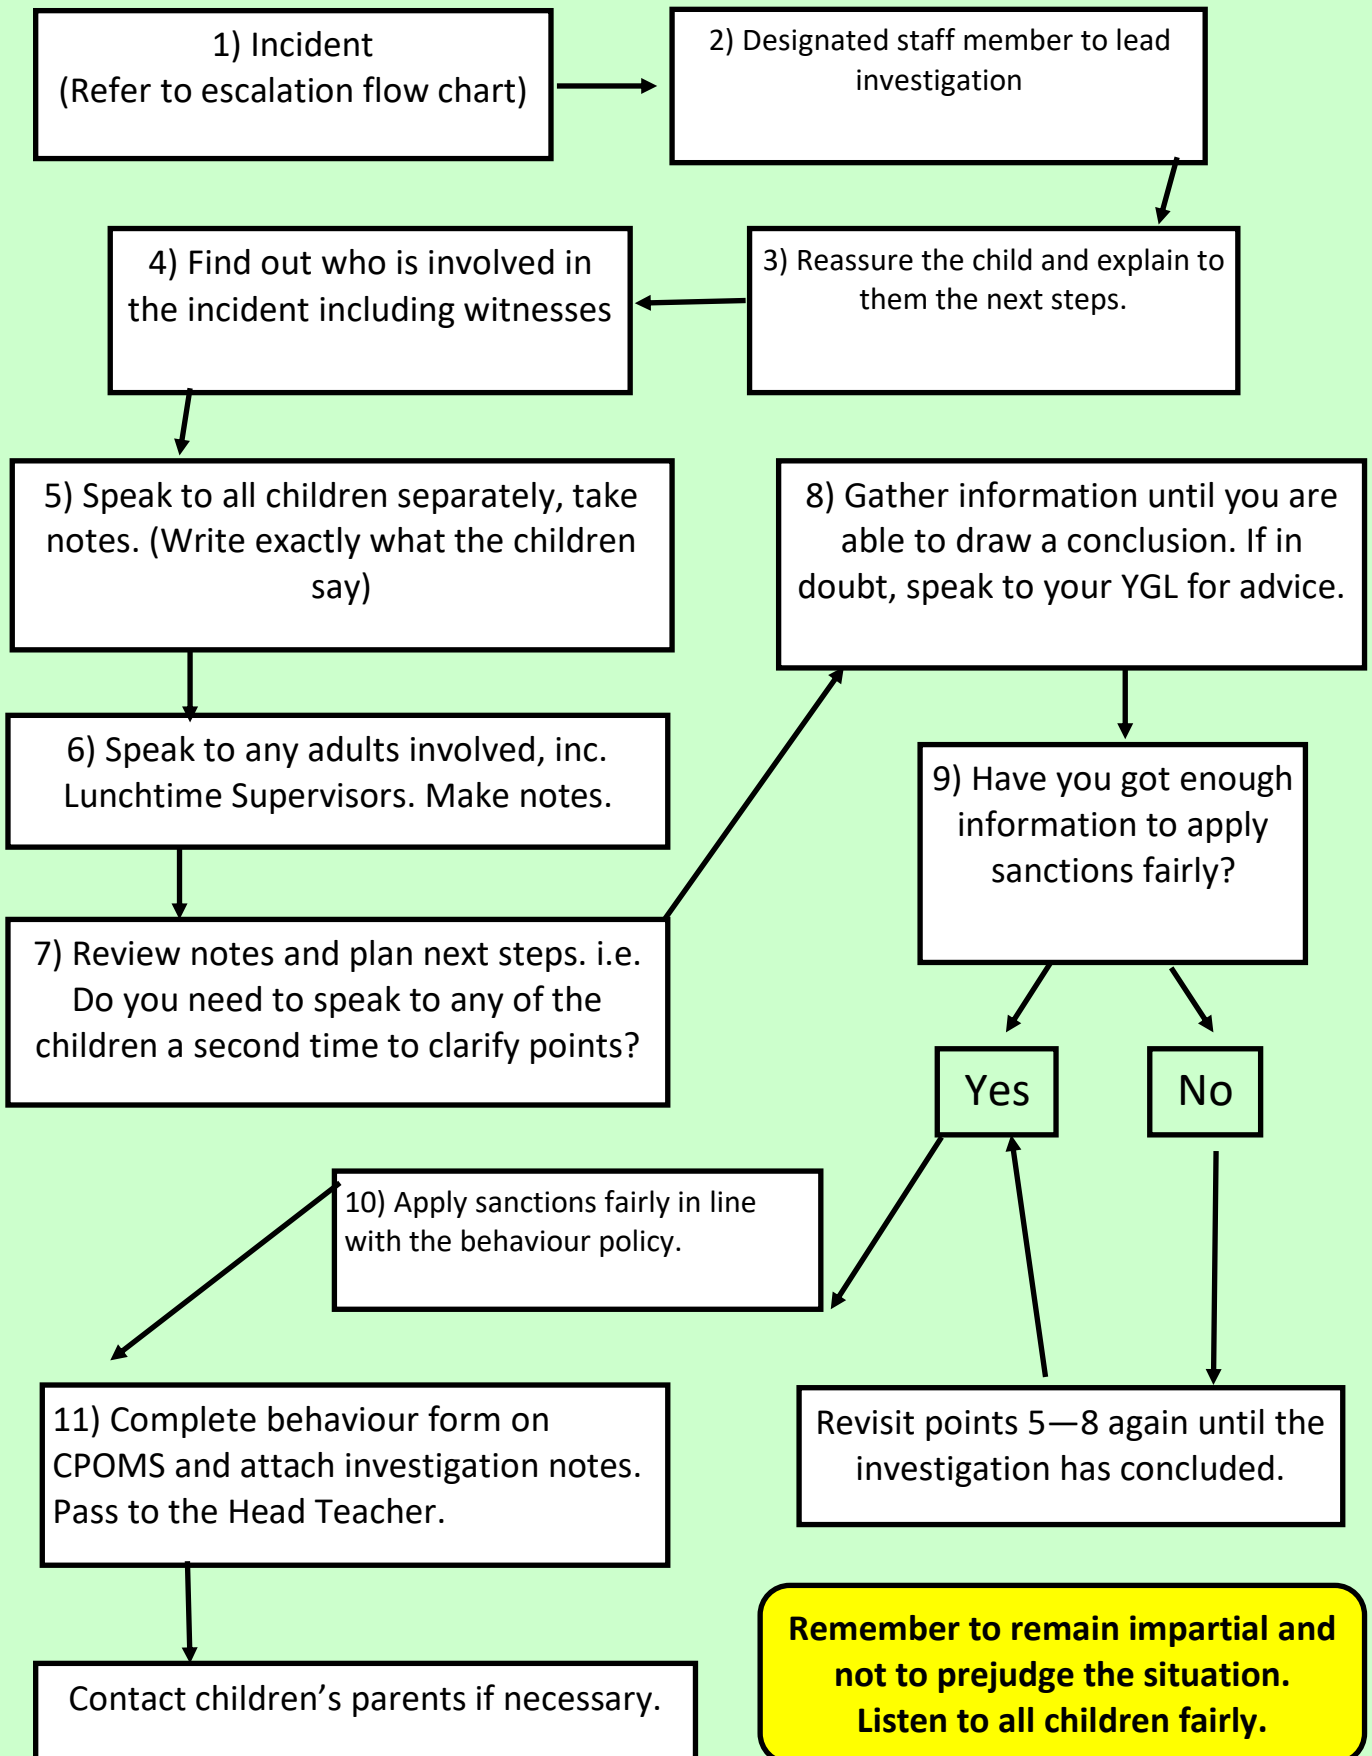 1) Incident
(Refer to escalation flow chart)
2) Designated staff member to lead
investigation
3) Reassure the child and explain to
them the next steps.
4) Find out who is involved in
the incident including witnesses
5) Speak to all children separately, take
notes. (Write exactly what the children
say)
6) Speak to any adults involved, inc.
Lunchtime Supervisors. Make notes.
7) Review notes and plan next steps. i.e.
Do you need to speak to any of the
children a second time to clarify points?
8) Gather information until you are
able to draw a conclusion. If in
doubt, speak to your YGL for advice.
9) Have you got enough
information to apply
sanctions fairly?
Yes
No
10) Apply sanctions fairly in line
with the behaviour policy.
Revisit points 5—8 again until the
investigation has concluded.
11) Complete behaviour form on
CPOMS and attach investigation notes.
Pass to the Head Teacher.
Contact children’s parents if necessary.
Remember to remain impartial and
not to prejudge the situation.
Listen to all children fairly.